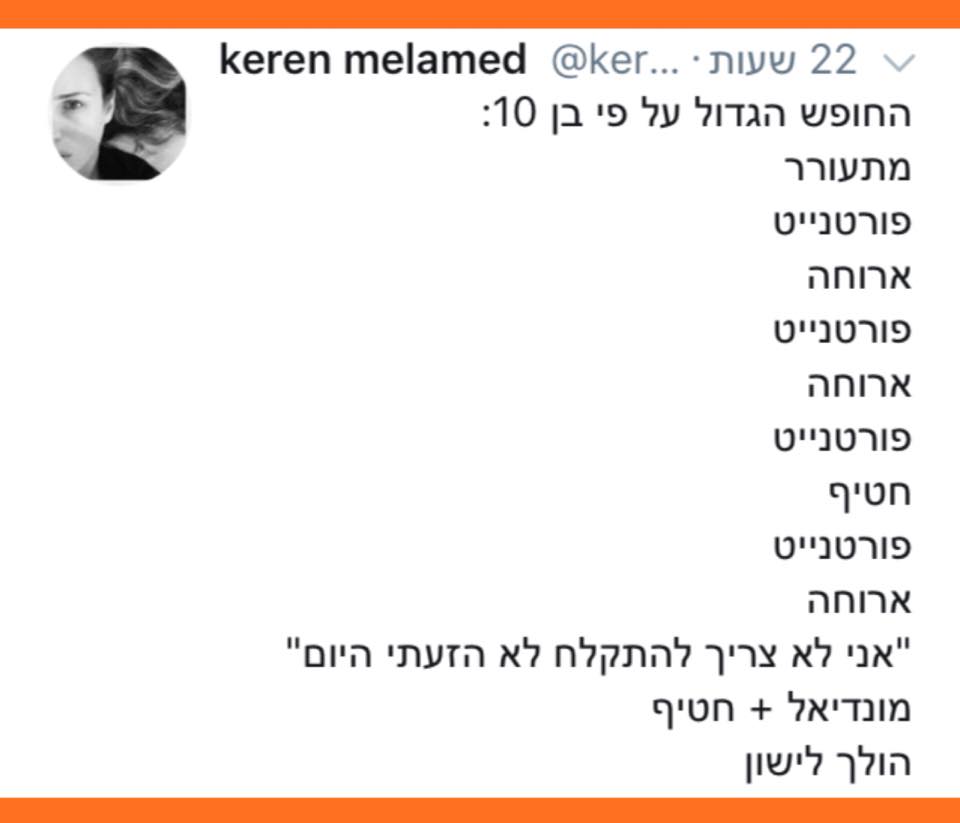 keren melamed @ker... · 22 שעות
החופש הגדול על פי בן 10:
מתעורר
פורטנייט
ארוחה
פורטנייט
ארוחה
פורטנייט
חטיף
פורטנייט
ארוחה
"אני לא צריך להתקלח לא הזעתי היום"
מונדיאל + חטיף
הולך לישון